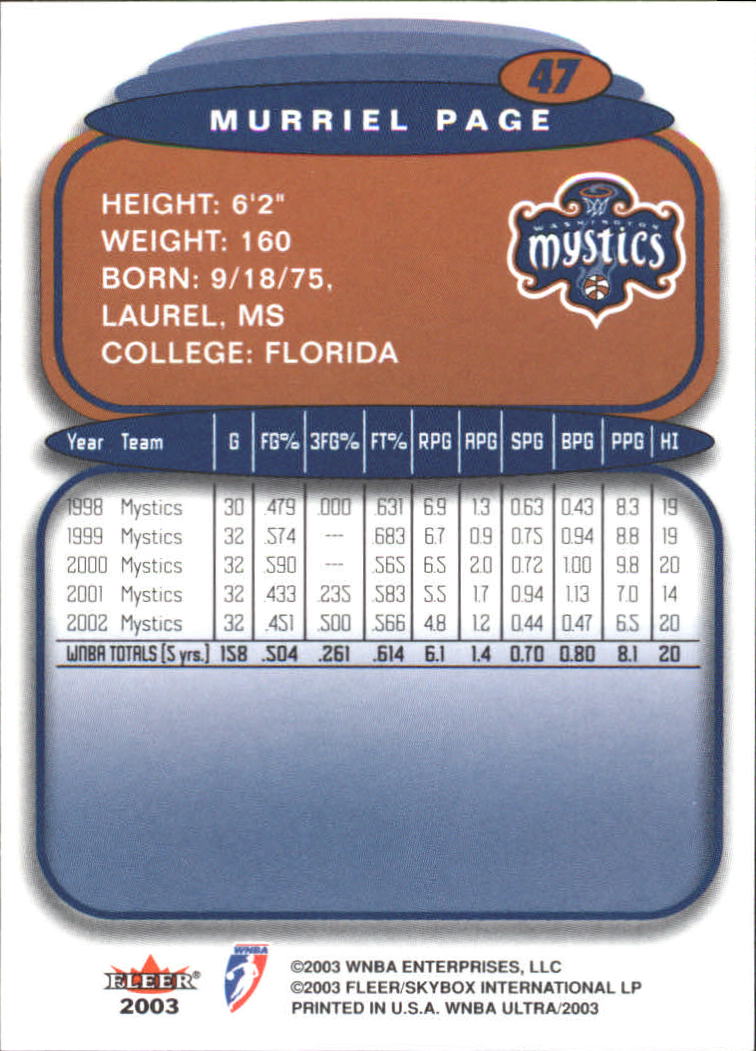 47
MURRIEL PAGE
HEIGHT: 6'2"
WEIGHT: 160
BORN: 9/18/75,
LAUREL, MS
COLLEGE: FLORIDA
WASHINGTON
mystics
Year Team G FG% 3FG% FT% RPG APG SPG BPG PPG HI
1998 Mystics 30 .479 .000 .631 6.9 1.3 0.63 0.43 8.3 19
1999 Mystics 32 .574 --- .683 6.7 0.9 0.75 0.94 8.8 19
2000 Mystics 32 .590 --- .565 6.5 2.0 0.72 1.00 9.8 20
2001 Mystics 32 .433 .235 .583 5.5 1.7 0.94 1.13 7.0 14
2002 Mystics 32 .451 .500 .566 4.8 1.2 0.44 0.47 6.5 20
WNBA TOTALS (5 yrs.) 158 .504 .261 .614 6.1 1.4 0.70 0.80 8.1 20
FLEER®
2003
WNBA
©2003 WNBA ENTERPRISES, LLC
©2003 FLEER/SKYBOX INTERNATIONAL LP
PRINTED IN U.S.A. WNBA ULTRA/2003